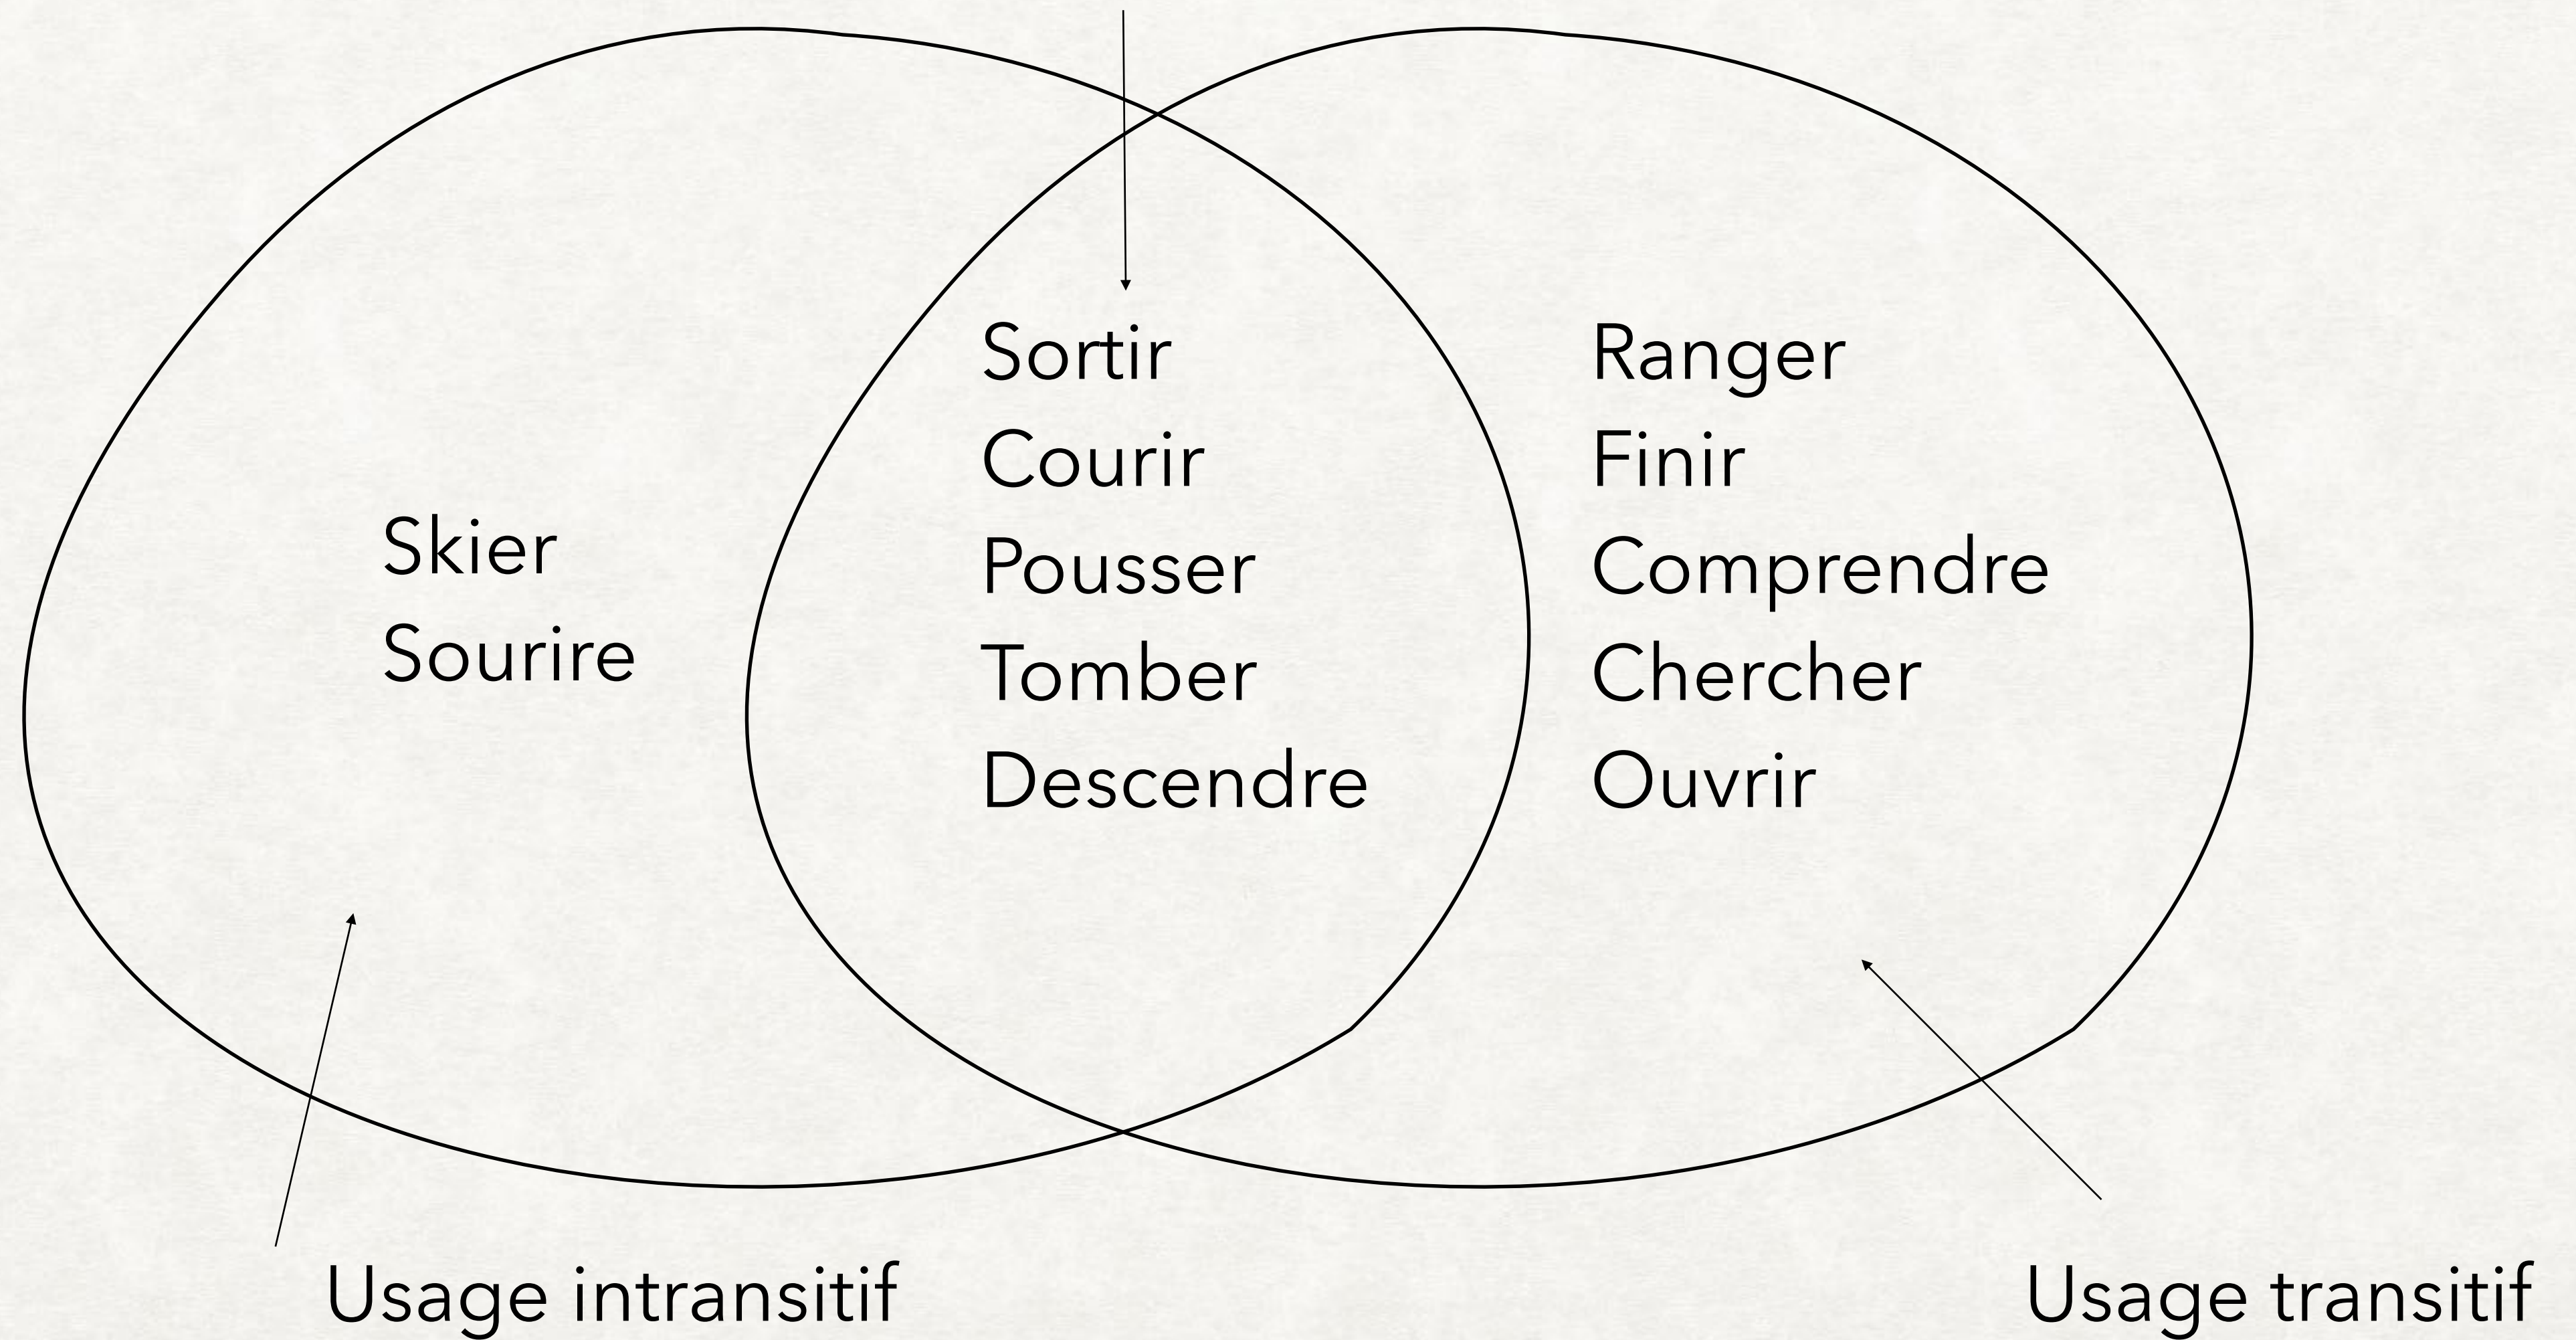 Skier
Sourire
Sortir
Courir
Pousser
Tomber
Descendre
Ranger
Finir
Comprendre
Chercher
Ouvrir
Usage intransitif
Usage transitif